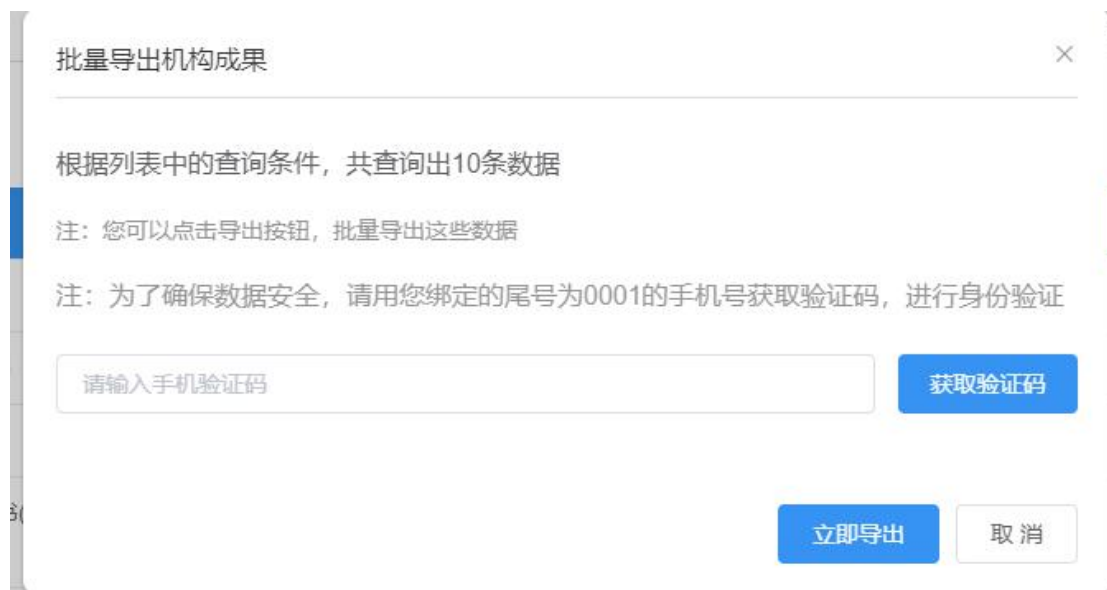 批量导出机构成果
根据列表中的查询条件，共查询出10条数据
注：您可以点击导出按钮，批量导出这些数据
注：为了确保数据安全，请用您绑定的尾号为0001的手机号获取验证码，进行身份验证
请输入手机验证码
获取验证码
立即导出
取 消